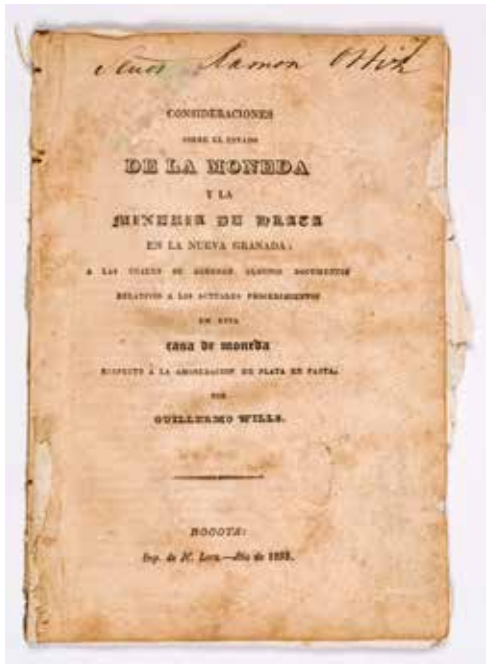 Señor Ramon Ortiz
CONSIDERACIONES
SOBRE EL ESTADO
DE LA MONEDA
Y LA
MINERIA DE PLATA
EN LA NUEVA GRANADA:
A LAS CUALES SE AGREGAN ALGUNOS DOCUMENTOS
RELATIVOS A LOS ACTUALES PROCEDIMIENTOS
EN ESTA
casa de moneda
RESPECTO A LA AMONEDACION DE PLATA EN PASTA.
POR
GUILLERMO WILLS.
BOGOTA:
Imp. de N. Lora.—Año de